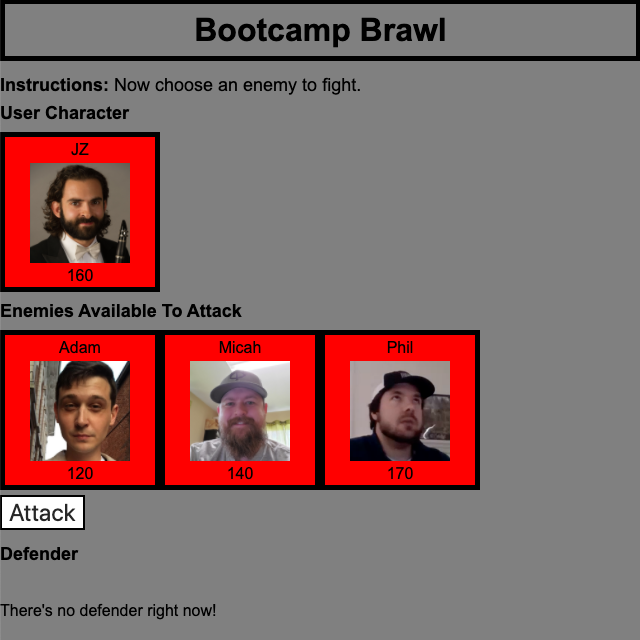 Bootcamp Brawl
Instructions: Now choose an enemy to fight.
User Character
JZ
160
Enemies Available To Attack
Adam
Micah
Phil
120
140
170
Attack
Defender
There's no defender right now!